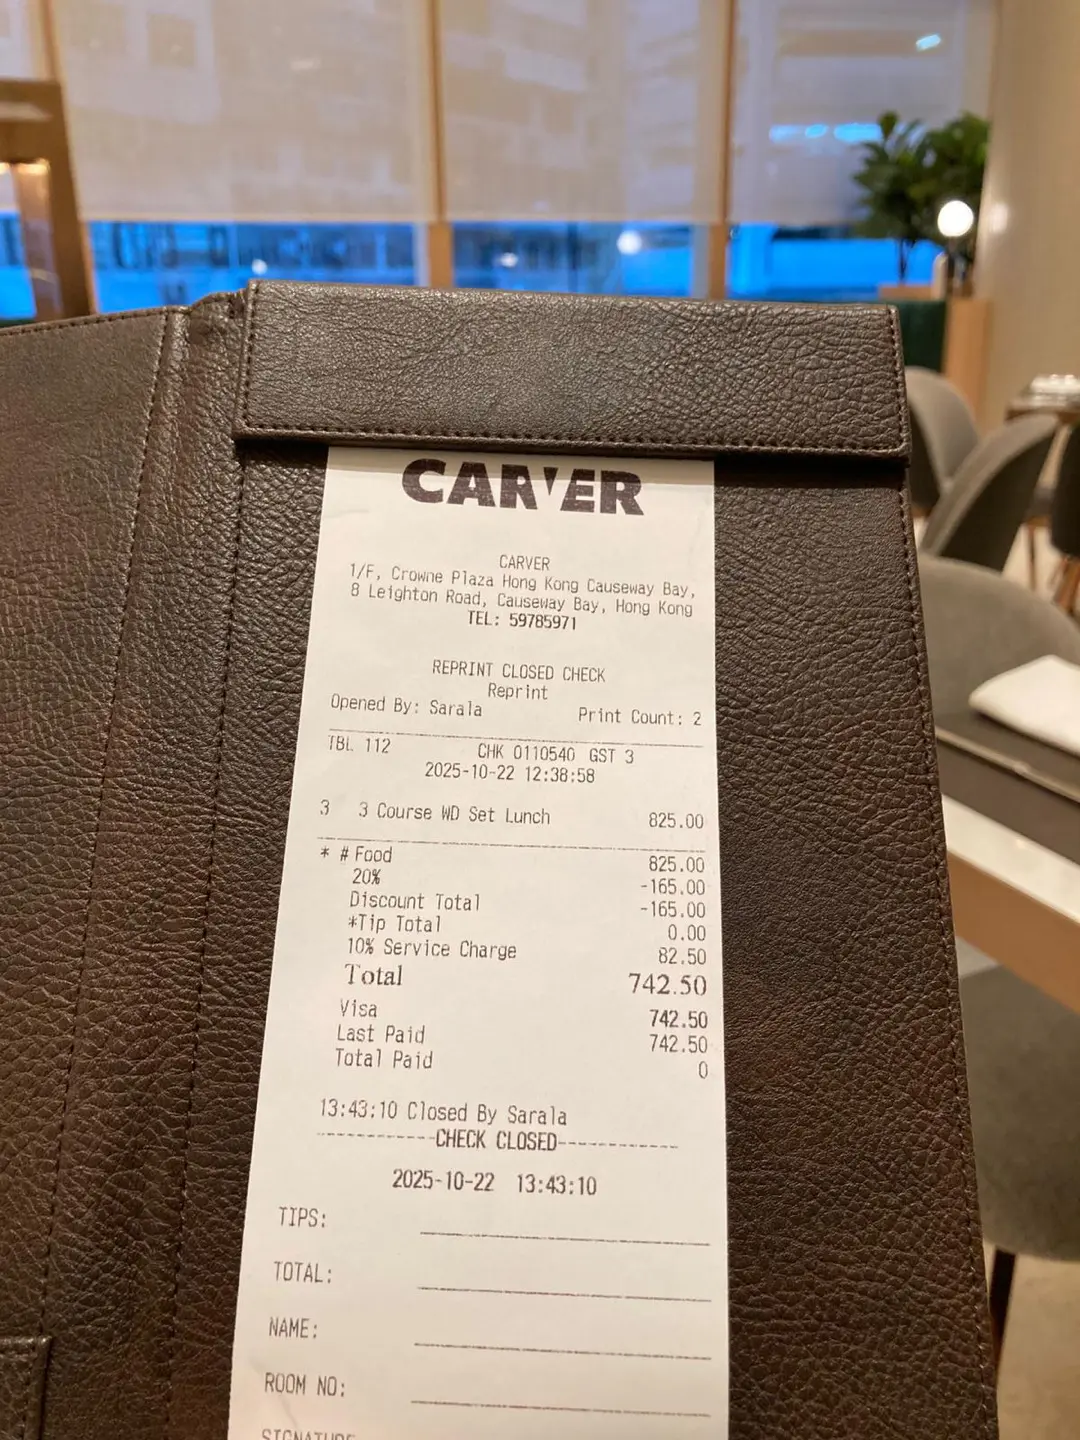 CARVER
CARVER
1/F, Crowne Plaza Hong Kong Causeway Bay,
8 Leighton Road, Causeway Bay, Hong Kong
TEL: 59785971
REPRINT CLOSED CHECK
Reprint
Opened By: Sarala Print Count: 2
TBL 112 CHK 0110540 GST 3
2025-10-22 12:38:58
3 3 Course WD Set Lunch 825.00
* # Food 825.00
20% -165.00
Discount Total -165.00
*Tip Total 0.00
10% Service Charge 82.50
Total 742.50
Visa 742.50
Last Paid 742.50
Total Paid 0
13:43:10 Closed By Sarala
------------CHECK CLOSED------------
2025-10-22 13:43:10
TIPS:
TOTAL:
NAME:
ROOM NO:
SIGNATURE